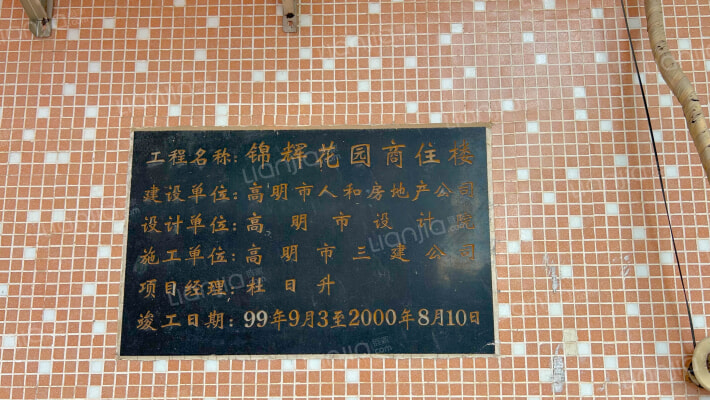 工程名称：锦辉花园商住楼
建设单位：高明市人和房地产公司
设计单位：高明市设计院
施工单位：高明市三建公司
项目经理：杜日升
竣工日期：99年9月3至2000年8月10日